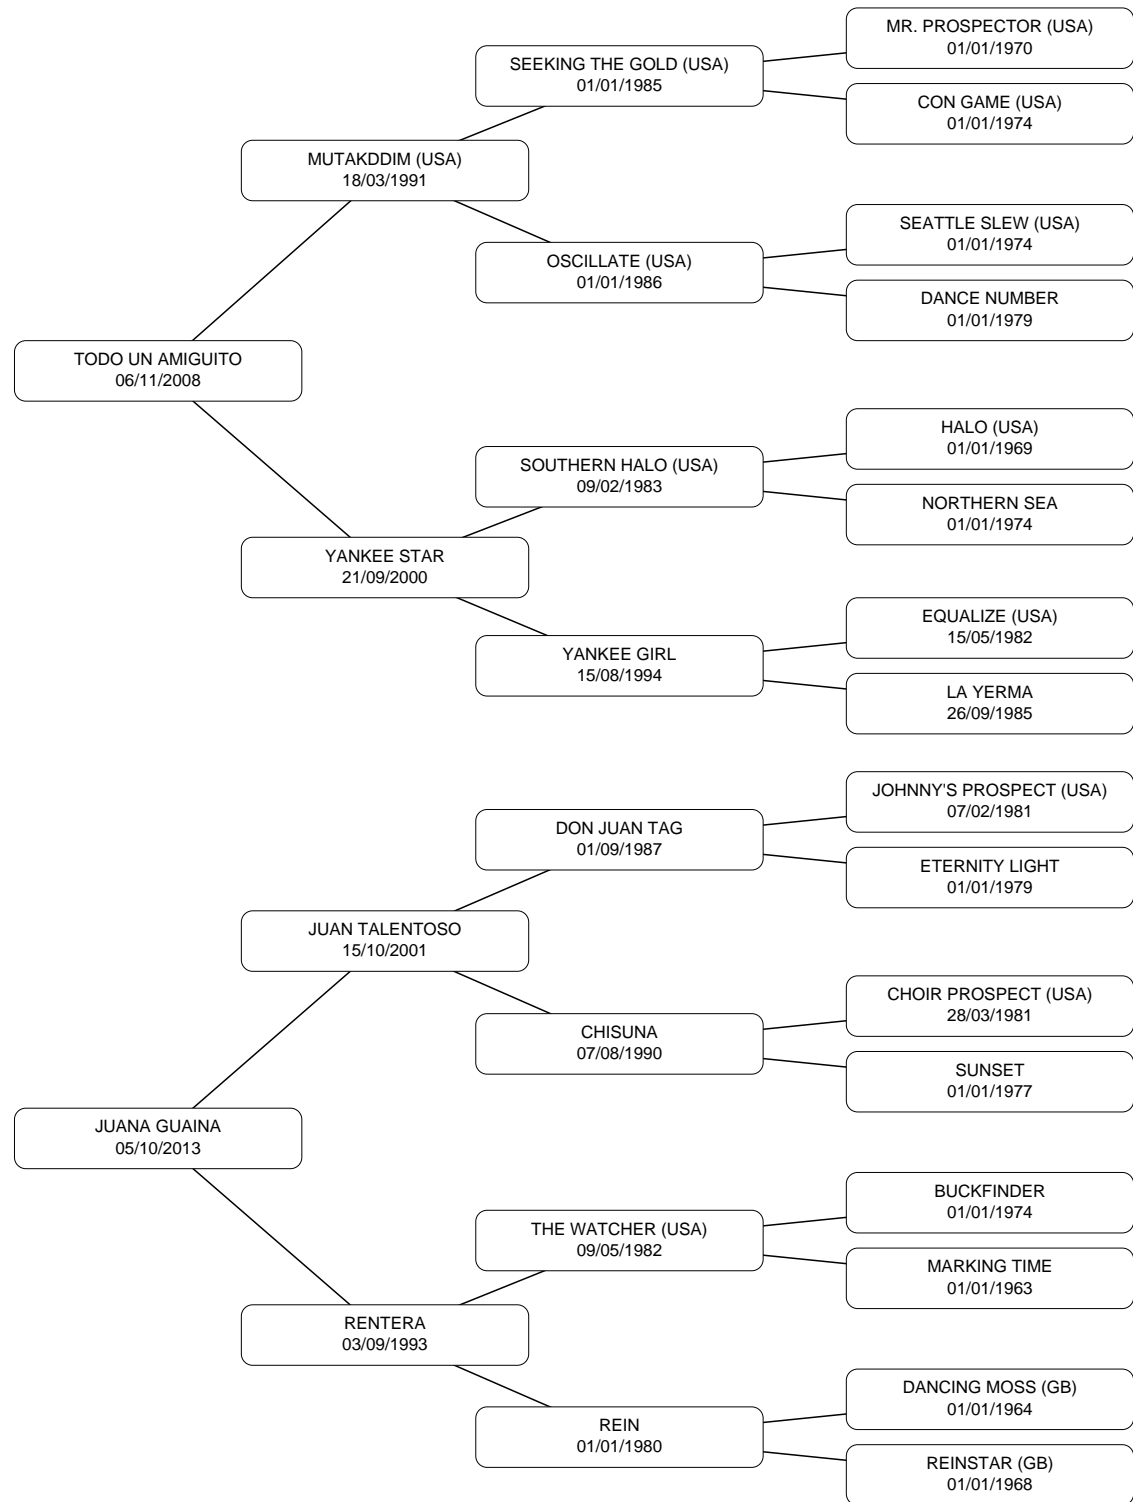 MR. PROSPECTOR (USA)
01/01/1970
SEEKING THE GOLD (USA)
01/01/1985
CON GAME (USA)
01/01/1974
MUTAKDDIM (USA)
18/03/1991
SEATTLE SLEW (USA)
01/01/1974
OSCILLATE (USA)
01/01/1986
DANCE NUMBER
01/01/1979
TODO UN AMIGUITO
06/11/2008
HALO (USA)
01/01/1969
SOUTHERN HALO (USA)
09/02/1983
NORTHERN SEA
01/01/1974
YANKEE STAR
21/09/2000
EQUALIZE (USA)
15/05/1982
YANKEE GIRL
15/08/1994
LA YERMA
26/09/1985
JOHNNY'S PROSPECT (USA)
07/02/1981
DON JUAN TAG
01/09/1987
ETERNITY LIGHT
01/01/1979
JUAN TALENTOSO
15/10/2001
CHOIR PROSPECT (USA)
28/03/1981
CHISUNA
07/08/1990
SUNSET
01/01/1977
JUANA GUAINA
05/10/2013
BUCKFINDER
01/01/1974
THE WATCHER (USA)
09/05/1982
MARKING TIME
01/01/1963
RENTERA
03/09/1993
DANCING MOSS (GB)
01/01/1964
REIN
01/01/1980
REINSTAR (GB)
01/01/1968